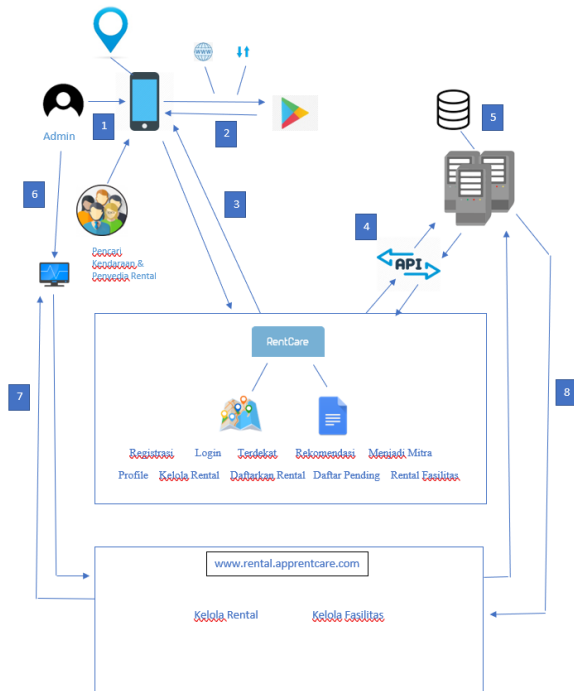 WWW
Admin
1
2
5
6
3
4
Pencari
Kendaraan &
Penyedia Rental
API
RentCare
7
8
Registrasi Login Terdekat Rekomendasi Menjadi Mitra
Profile Kelola Rental Daftarkan Rental Daftar Pending Rental Fasilitas
www.rental.apprentcare.com
Kelola Rental Kelola Fasilitas